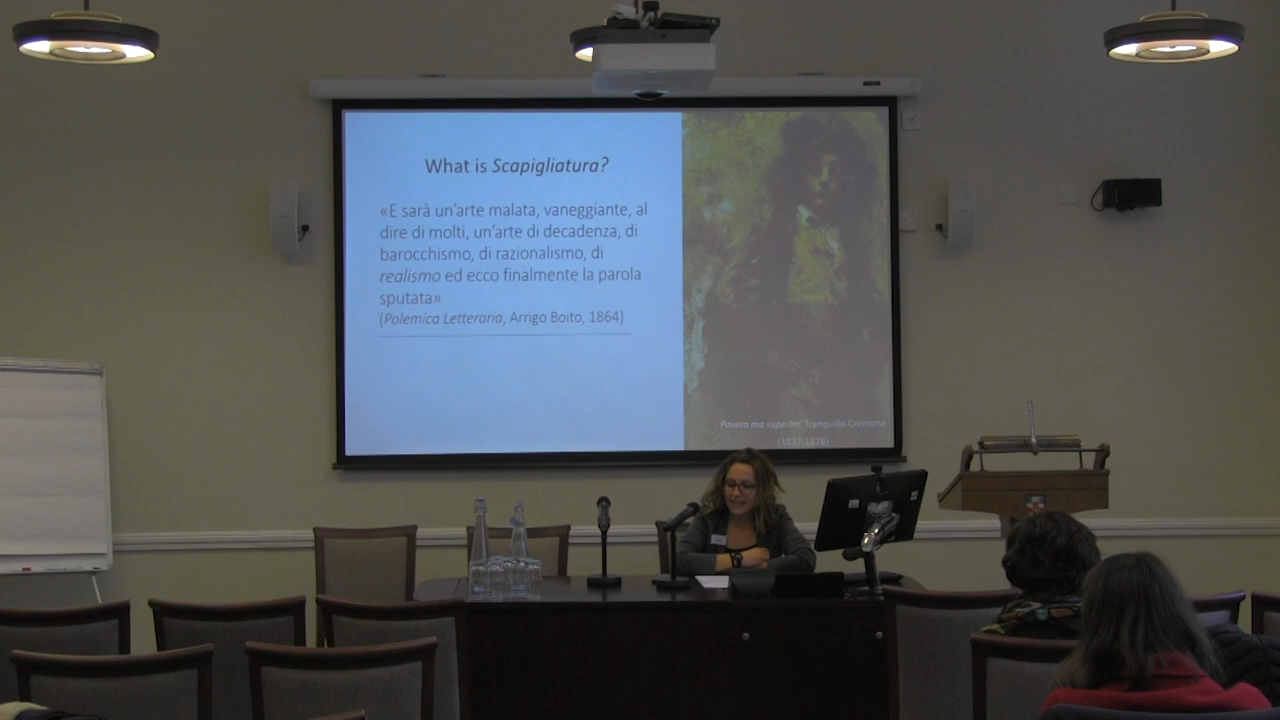 What is Scapigliatura?
«E sarà un'arte malata, vaneggiante, al
dire di molti, un'arte di decadenza, di
barocchismo, di razionalismo, di
realismo ed ecco finalmente la parola
sputata»
(Polemica Letteraria, Arrigo Boito, 1864)
Povero ma superbo, Tranquillo Cremona
(1837-1878)